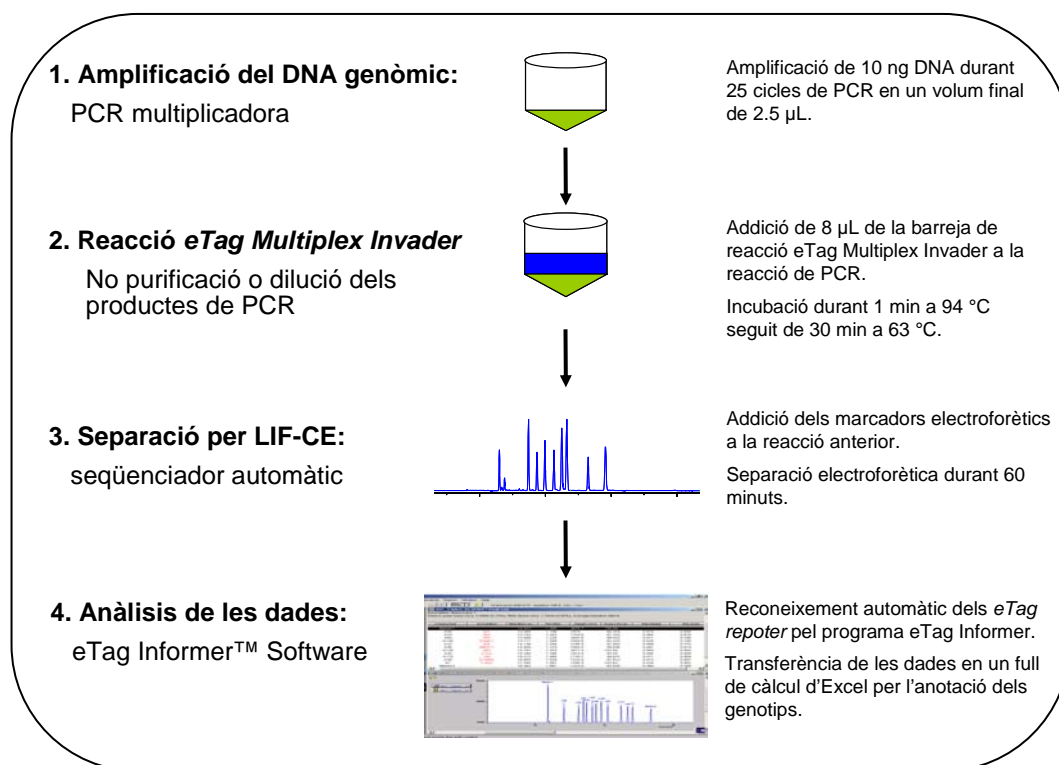 1. Amplificació del DNA genòmic:
PCR multiplicadora
Amplificació de 10 ng DNA durant
25 cicles de PCR en un volum final
de 2.5 µL.
2. Reacció eTag Multiplex Invader
No purificació o dilució dels
productes de PCR
Addició de 8 µL de la barreja de
reacció eTag Multiplex Invader a la
reacció de PCR.
Incubació durant 1 min a 94 °C
seguit de 30 min a 63 °C.
3. Separació per LIF-CE:
seqüenciador automàtic
Addició dels marcadors electroforètics
a la reacció anterior.
Separació electroforètica durant 60
minuts.
4. Anàlisis de les dades:
eTag Informer™ Software
Reconeixement automàtic dels eTag
repoter pel programa eTag Informer.
Transferència de les dades en un full
de càlcul d'Excel per l'anotació dels
genotips.